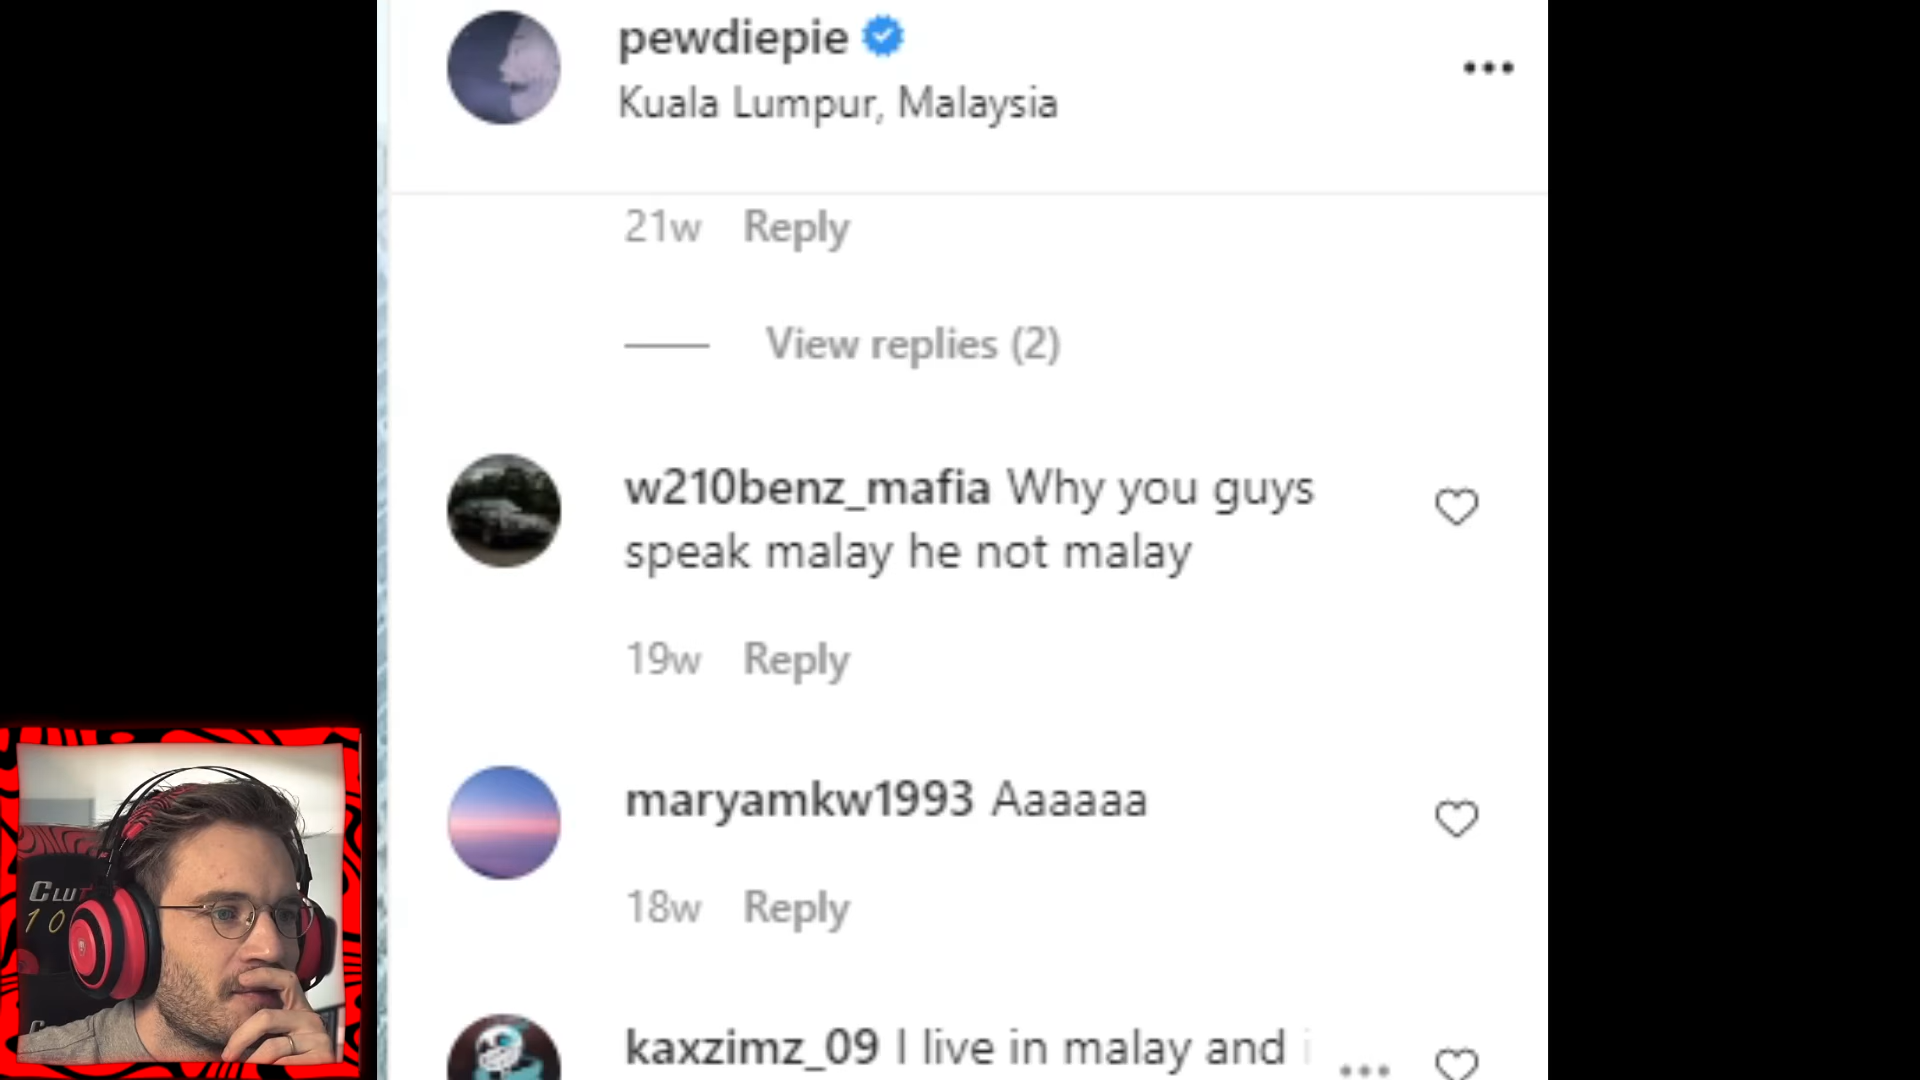 pewdiepie
Kuala Lumpur, Malaysia
21w Reply
View replies (2)
w210benz_mafia Why you guys
speak malay he not malay
19w Reply
maryamkw1993 Aaaaaa
18w Reply
kaxzimz_09 I live in malay and i